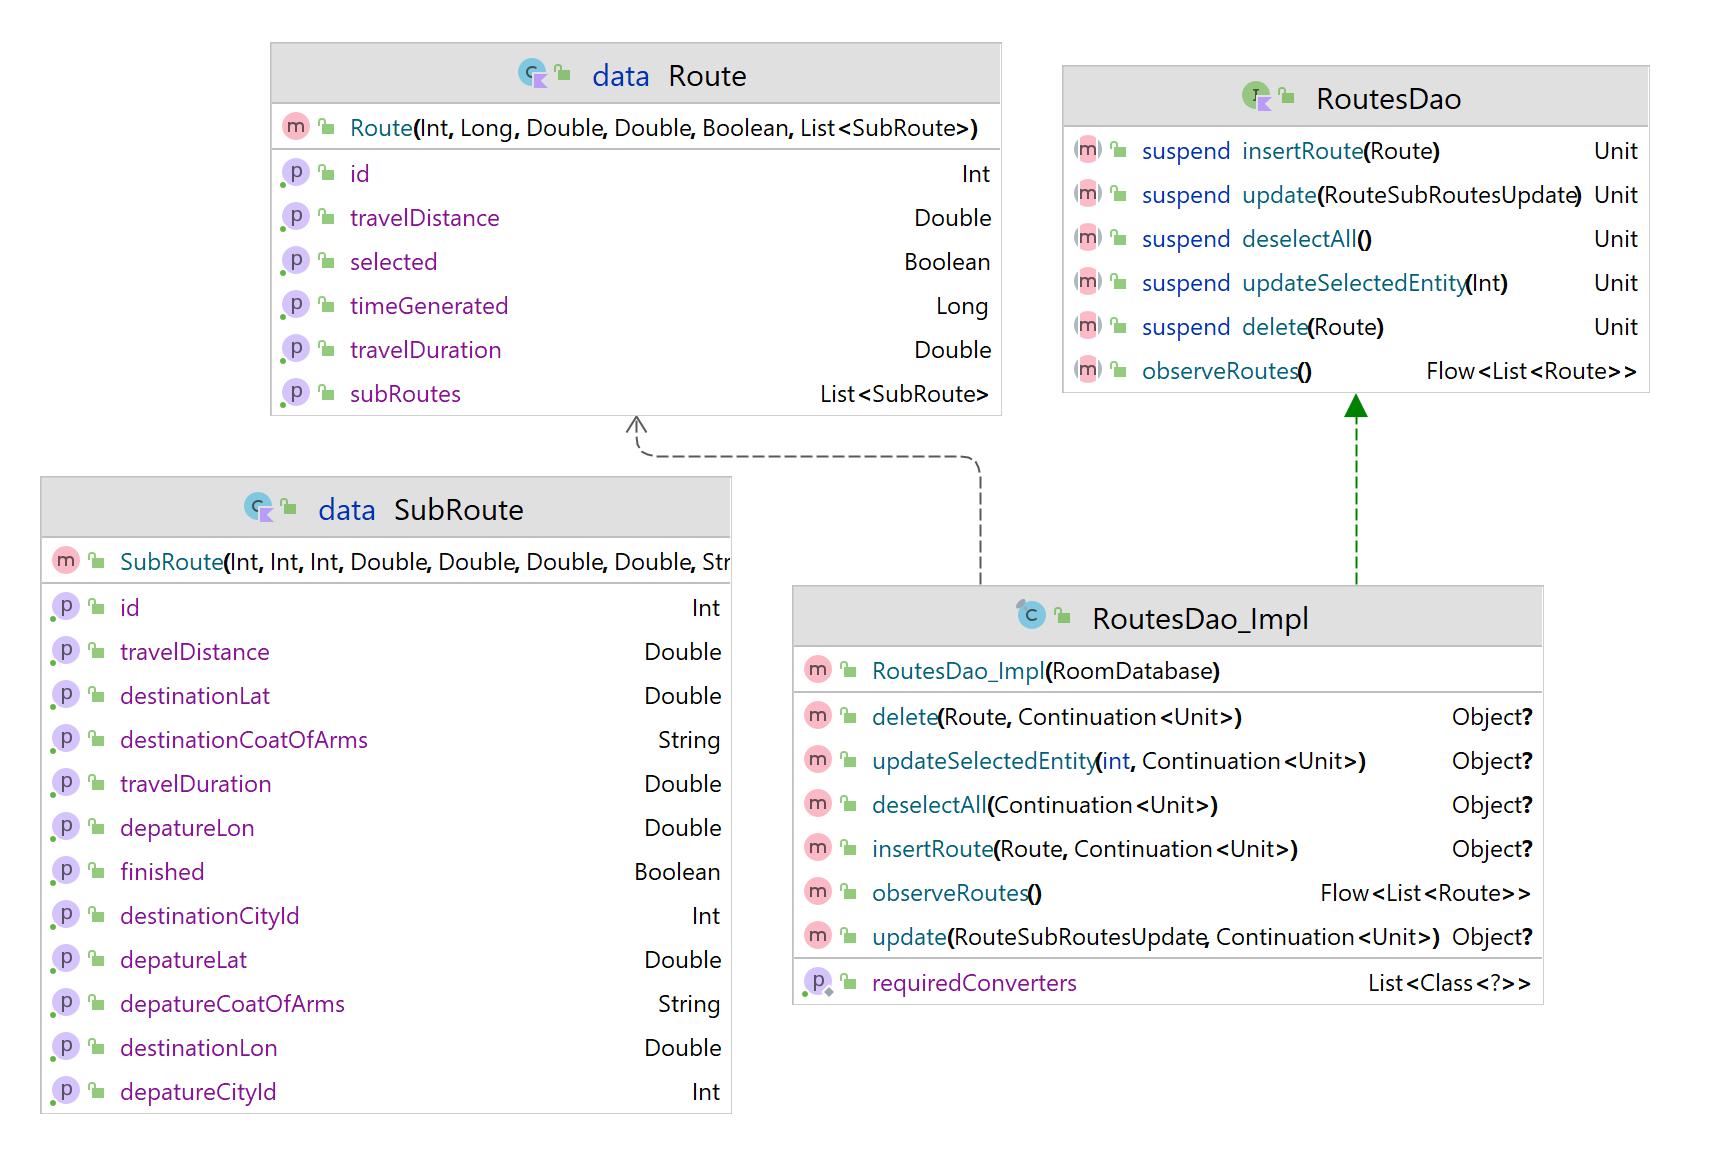 data Route
Route(Int, Long, Double, Double, Boolean, List<SubRoute>)
id Int
travelDistance Double
selected Boolean
timeGenerated Long
travelDuration Double
subRoutes List<SubRoute>
RoutesDao
suspend insertRoute(Route) Unit
suspend update(RouteSubRoutesUpdate) Unit
suspend deselectAll() Unit
suspend updateSelectedEntity(Int) Unit
suspend delete(Route) Unit
observeRoutes() Flow<List<Route>>
data SubRoute
SubRoute(Int, Int, Int, Double, Double, Double, Double, Str
id Int
travelDistance Double
destinationLat Double
destinationCoatOfArms String
travelDuration Double
depatureLon Double
finished Boolean
destinationCityId Int
depatureLat Double
depatureCoatOfArms String
destinationLon Double
depatureCityId Int
RoutesDao_Impl
RoutesDao_Impl(RoomDatabase)
delete(Route, Continuation<Unit>) Object?
updateSelectedEntity(int, Continuation<Unit>) Object?
deselectAll(Continuation<Unit>) Object?
insertRoute(Route, Continuation<Unit>) Object?
observeRoutes() Flow<List<Route>>
update(RouteSubRoutesUpdate, Continuation<Unit>) Object?
requiredConverters List<Class<?>>